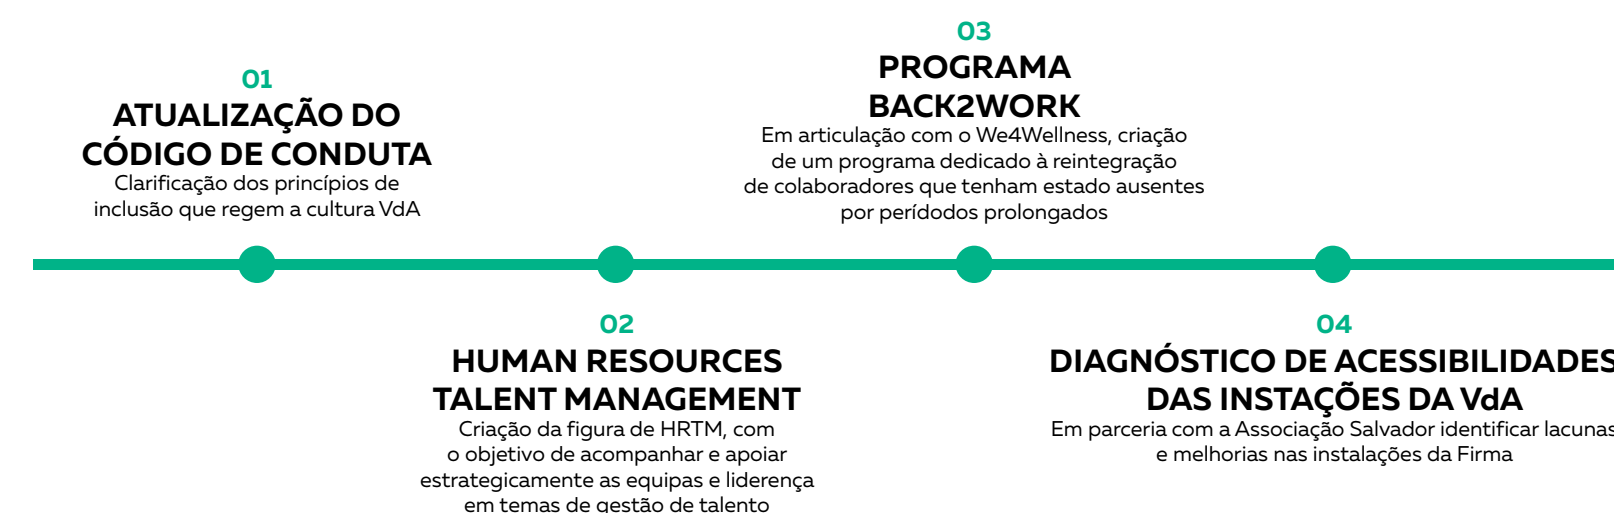 01
ATUALIZAÇÃO DO
CÓDIGO DE CONDUTA
Clarificação dos princípios de
inclusão que regem a cultura VdA
02
HUMAN RESOURCES
TALENT MANAGEMENT
Criação da figura de HRTM, com
o objetivo de acompanhar e apoiar
estrategicamente as equipas e liderença
em temas de gestão de talento
03
PROGRAMA
BACK2WORK
Em articulação com o We4Wellness, criação
de um programa dedicado à reintegração
de colaboradores que tenham estado ausentes
por perídodos prolongados
04
DIAGNÓSTICO DE ACESSIBILIDADES
DAS INSTAÇÕES DA VdA
Em parceria com a Associação Salvador identificar lacunas
e melhorias nas instalações da Firma